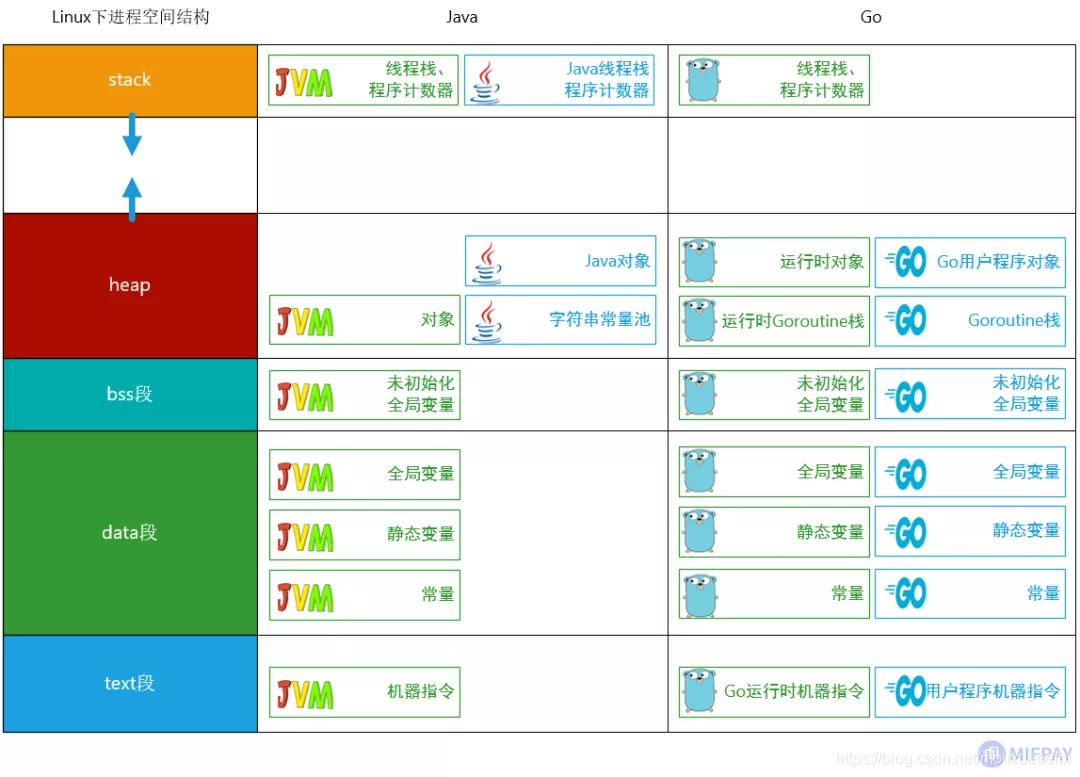 Linux下进程空间结构
Java
Go
stack
JVM
线程栈、
程序计数器
Java线程栈
程序计数器
线程栈、
程序计数器
heap
Java对象
运行时对象
GO
Go用户程序对象
JVM
对象
字符串常量池
运行时Goroutine栈
GO
Goroutine栈
bss段
JVM
未初始化
全局变量
未初始化
全局变量
GO
未初始化
全局变量
data段
JVM
全局变量
全局变量
GO
全局变量
JVM
静态变量
静态变量
GO
静态变量
JVM
常量
常量
GO
常量
text段
JVM
机器指令
Go运行时机器指令
GO
用户程序机器指令
MIFPAY
https://blog.csdn.net/